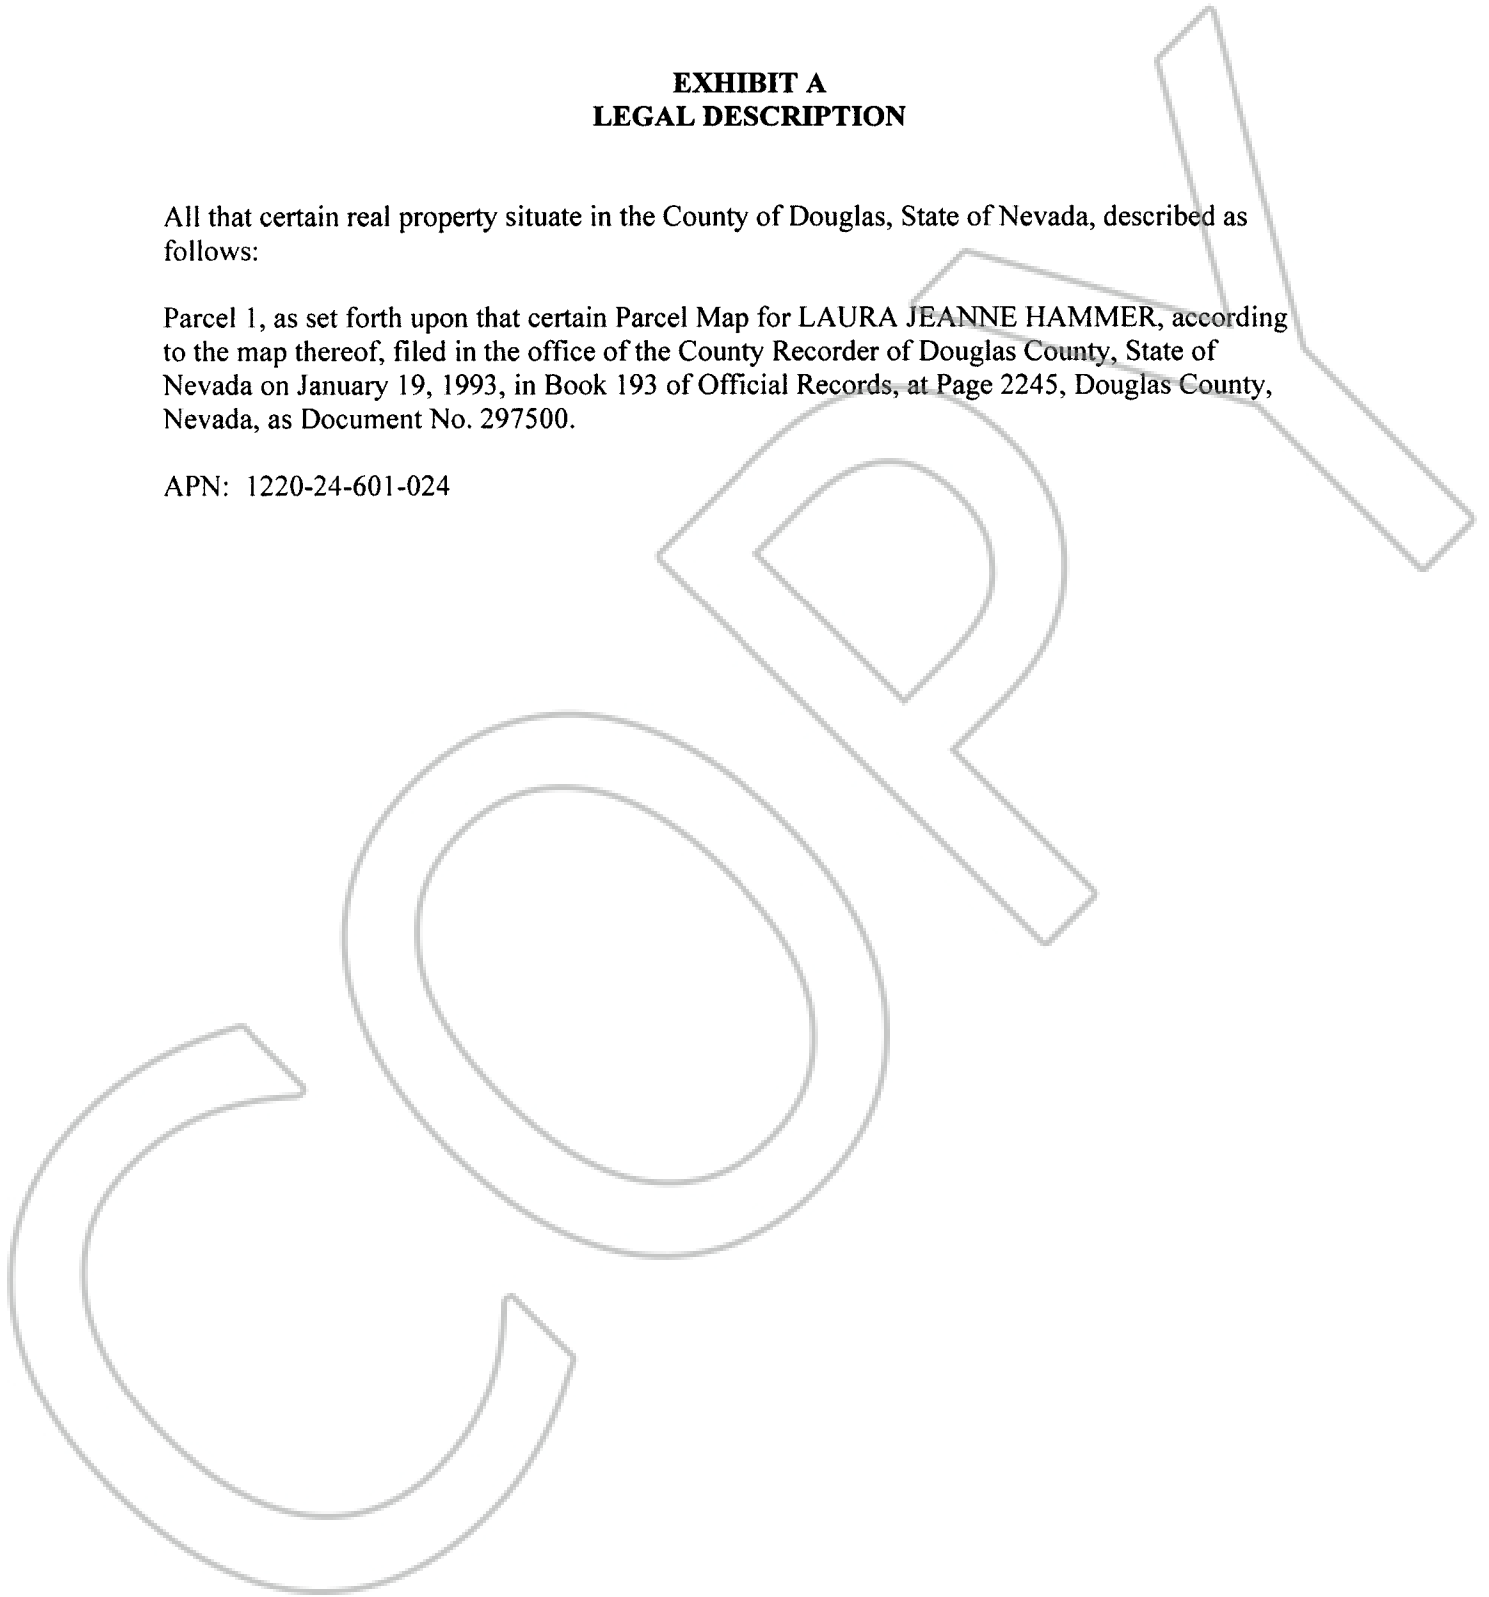 EXHIBIT A
LEGAL DESCRIPTION
All that certain real property situate in the County of Douglas, State of Nevada, described as
follows:
Parcel 1, as set forth upon that certain Parcel Map for LAURA JEANNE HAMMER, according
to the map thereof, filed in the office of the County Recorder of Douglas County, State of
Nevada on January 19, 1993, in Book 193 of Official Records, at Page 2245, Douglas County,
Nevada, as Document No. 297500.
APN: 1220-24-601-024
COPY